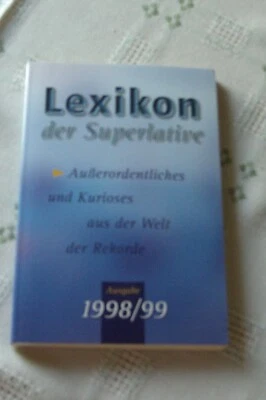 Lexikon
der Superlative
Außerordentliches
und Kurioses
aus der Welt
der Rekorde
Ausgabe
1998/99